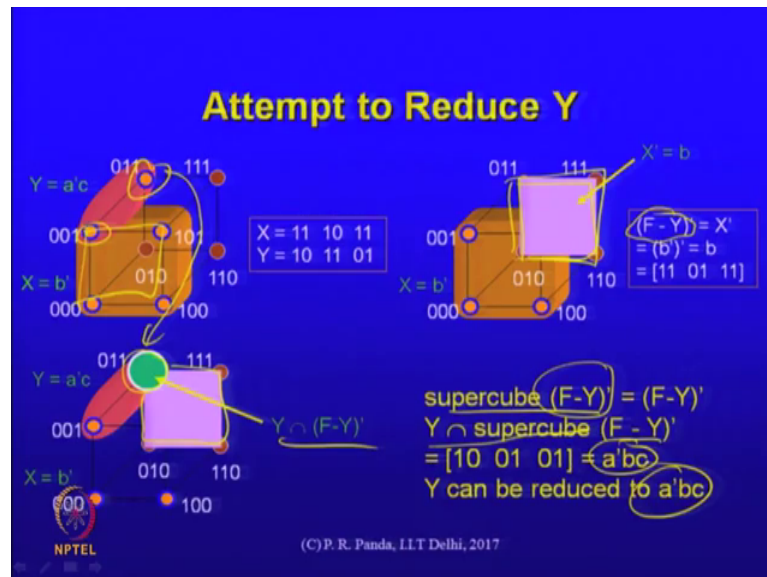 Attempt to Reduce Y
011 111
Y = a'c
001 101
010 110
X = b'
000 100
X = 11 10 11
Y = 10 11 01
X' = b
011 111
001
010 110
X = b'
000 100
(F - Y)' = X'
= (b')' = b
= [11 01 11]
011 111
Y = a'c
Y ∩ (F-Y)'
001
010 110
X = b'
000 100
supercube (F-Y)' = (F-Y)'
Y ∩ supercube (F - Y)'
= [10 01 01] = a'bc
Y can be reduced to a'bc
NPTEL
(C) P. R. Panda, I.I.T Delhi, 2017